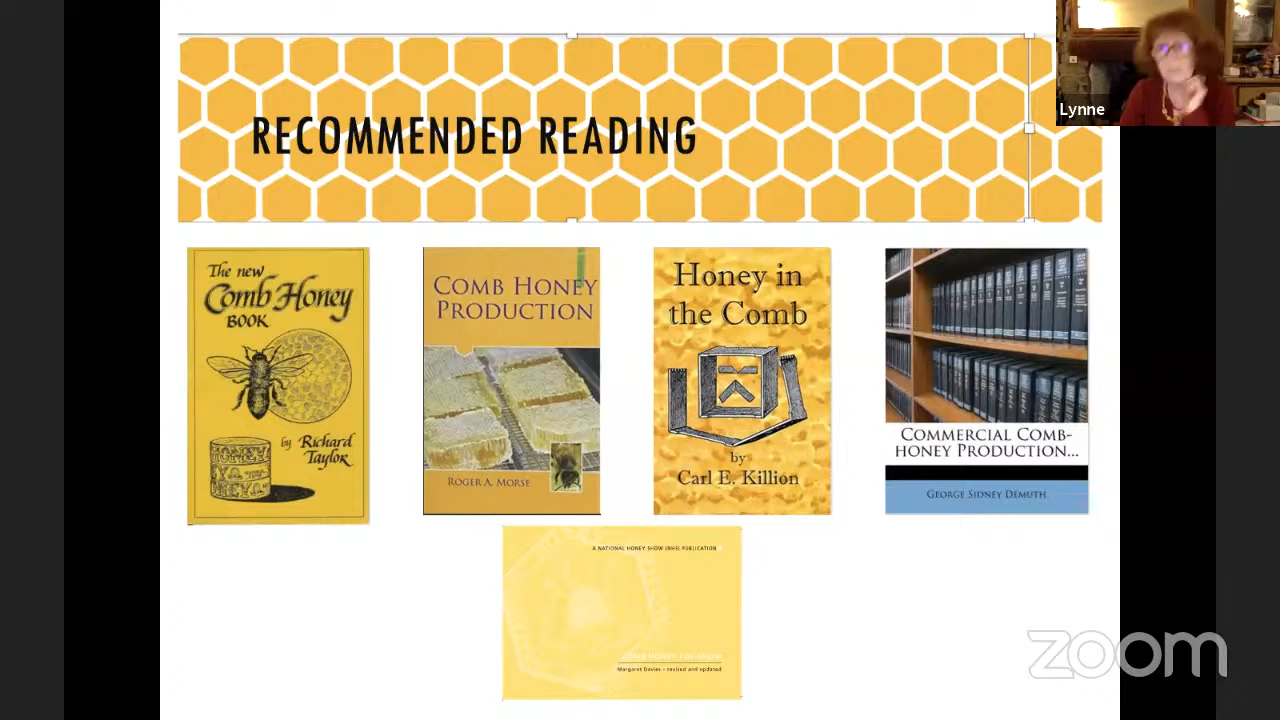 Lynne
RECOMMENDED READING
The new
Comb Honey
BOOK
by Richard
Taylor
HONEY
COMB HONEY
PRODUCTION
ROGER A. MORSE
Honey in
the Comb
by
Carl E. Killion
COMMERCIAL COMB-
HONEY PRODUCTION...
GEORGE SIDNEY DEMUTH
A NATIONAL HONEY SHOW (NHS) PUBLICATION
Margaret Davies - revised and updated
zoom